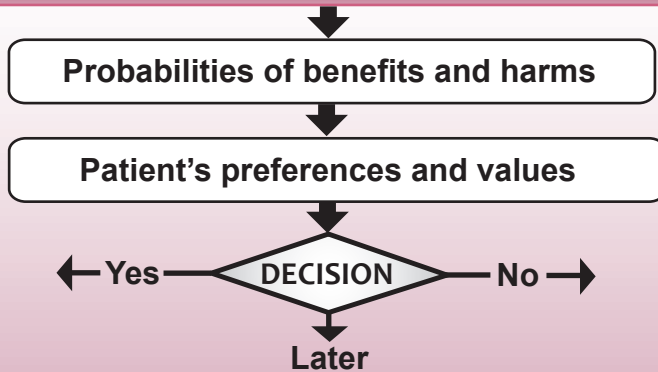 Probabilities of benefits and harms
Patient’s preferences and values
Yes DECISION No
Later